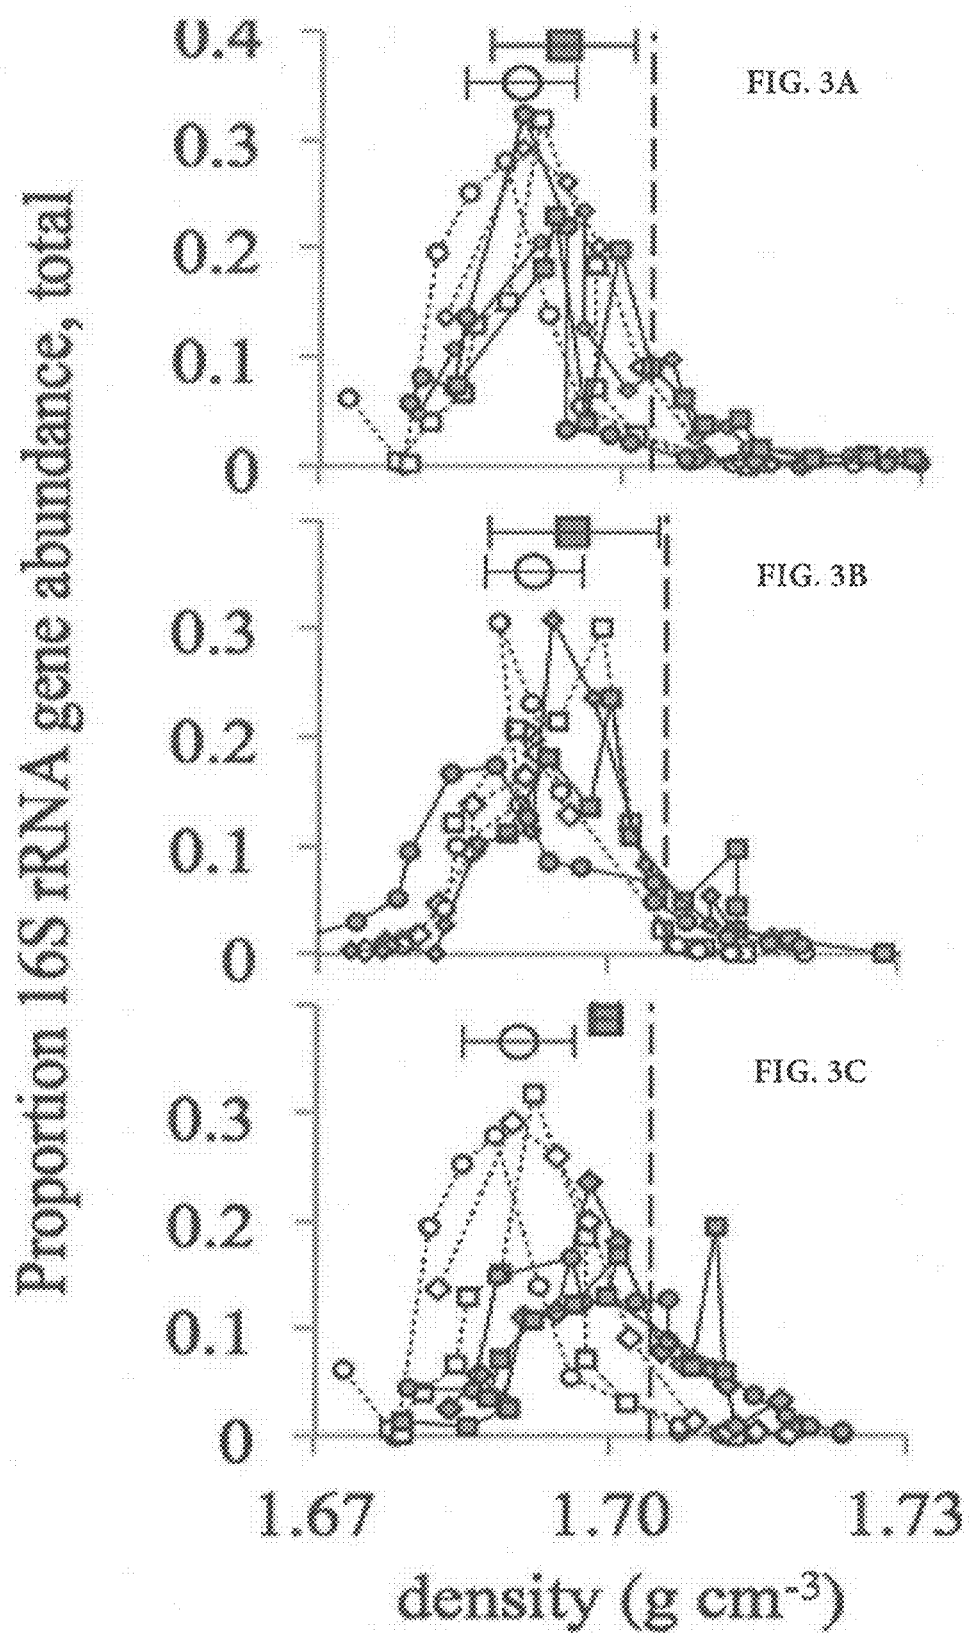 0.4
FIG. 3A
0.3
0.2
0.1
0
FIG. 3B
0.3
0.2
0.1
0
FIG. 3C
0.3
0.2
0.1
0
1.67 1.70 1.73
density (g cm⁻³)
Proportion 16S rRNA gene abundance, total